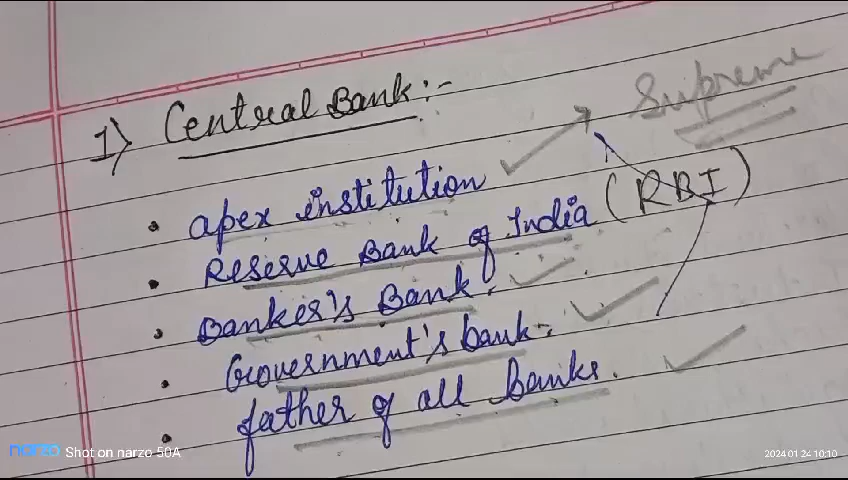 Supreme
1) Central Bank:-
• apex institution
• Reserve Bank of India (RBI)
• Banker's Bank.
• Government's bank:
• father of all Banks.
narzo Shot on narzo 50A
2024 01 24 10:10